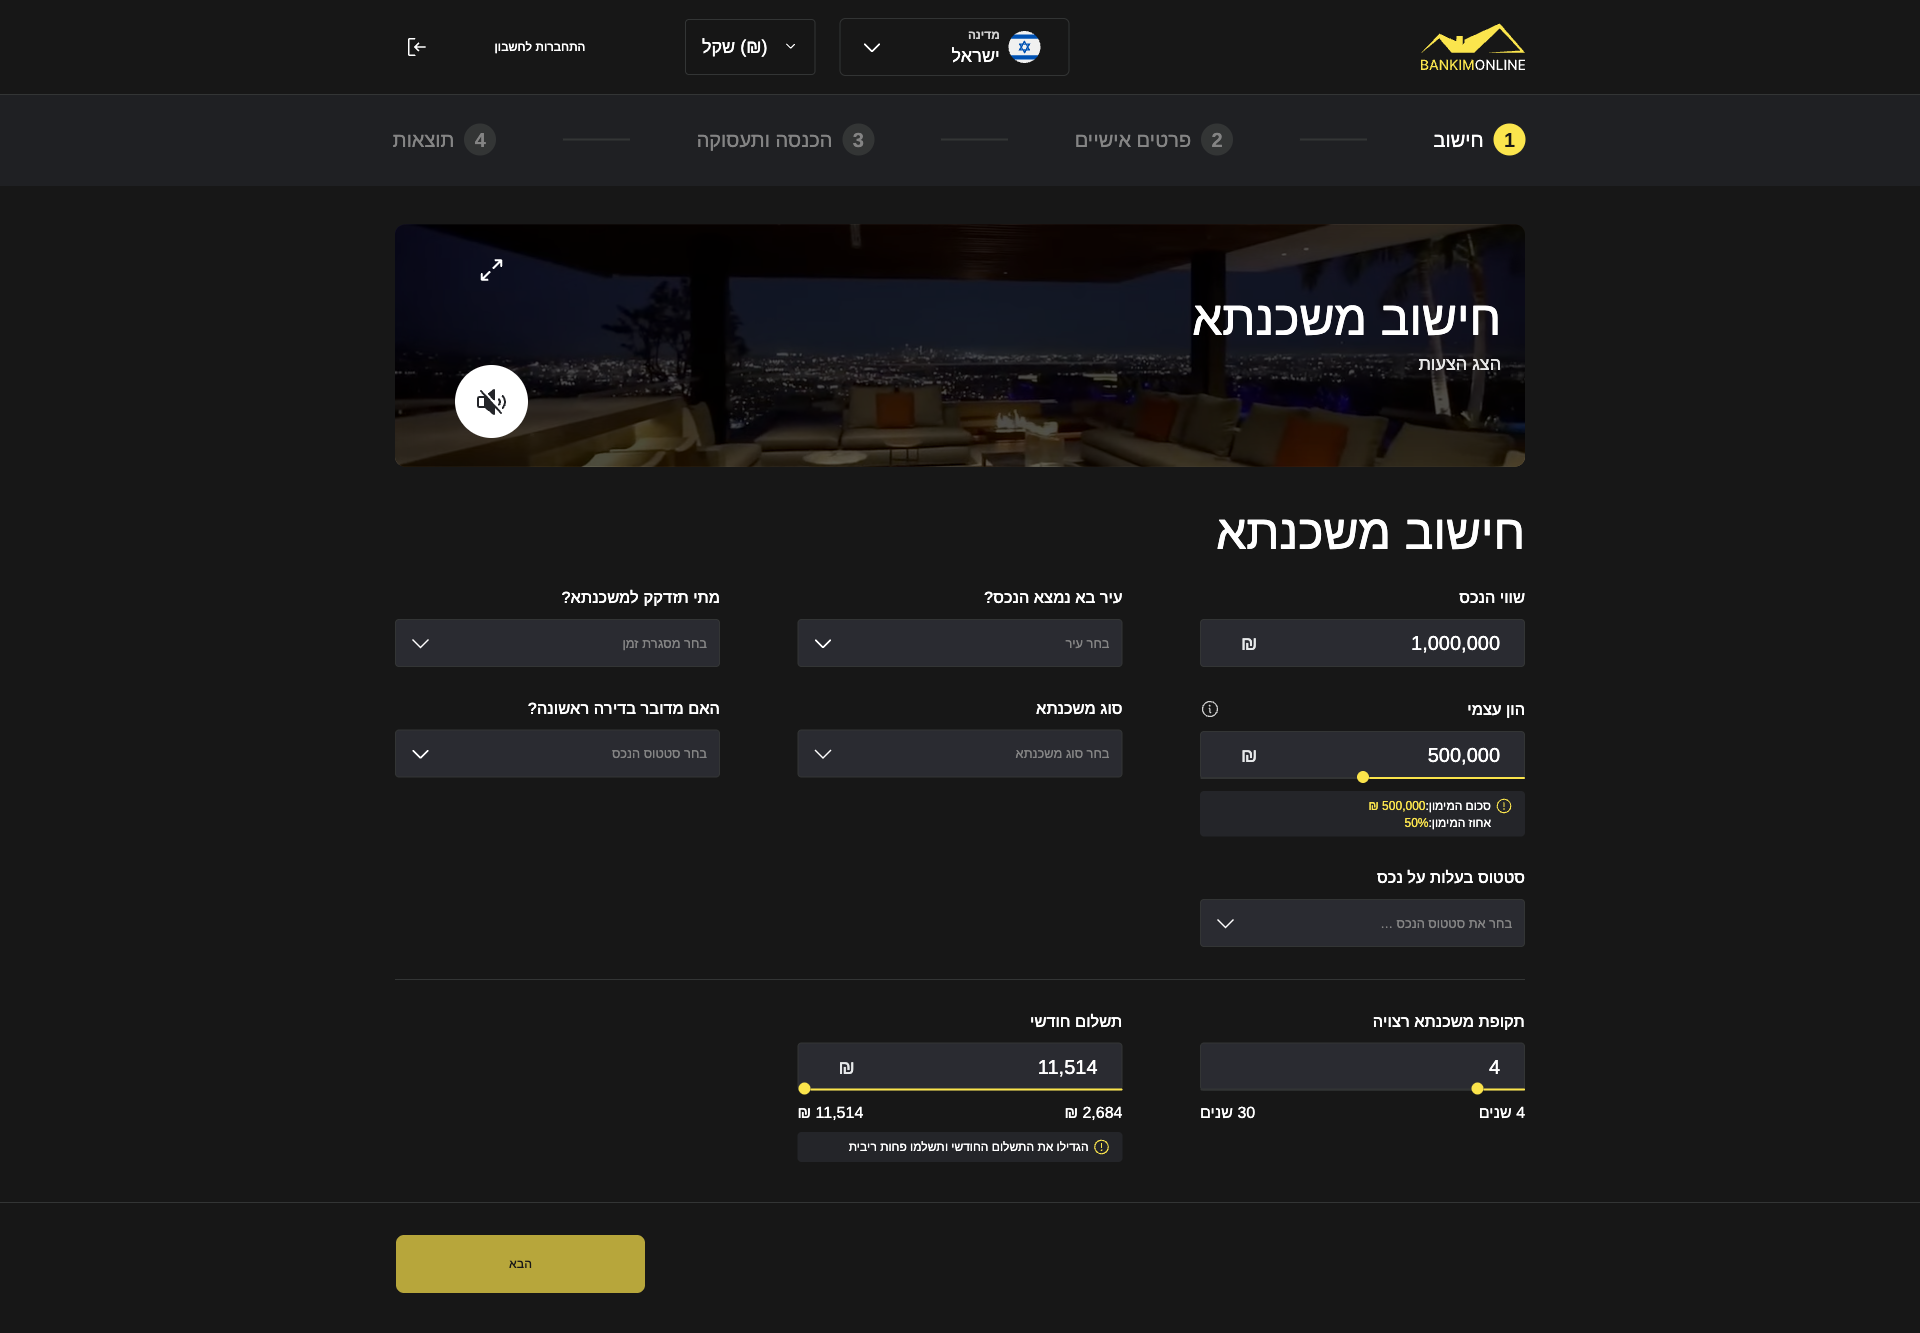 BANKIMONLINE
מדינה
ישראל
שקל (₪)
התחברות לחשבון
1 חישוב
2 פרטים אישיים
3 הכנסה ותעסוקה
4 תוצאות
חישוב משכנתא
הצג הצעות
חישוב משכנתא
שווי הנכס
1,000,000 ₪
עיר בא נמצא הנכס?
בחר עיר
מתי תזדקק למשכנתא?
בחר מסגרת זמן
הון עצמי
500,000 ₪
סכום המימון:500,000 ₪
אחוז המימון:50%
סוג משכנתא
בחר סוג משכנתא
האם מדובר בדירה ראשונה?
בחר סטטוס הנכס
סטטוס בעלות על נכס
בחר את סטטוס הנכס ...
תקופת משכנתא רצויה
4
4 שנים
30 שנים
תשלום חודשי
11,514 ₪
2,684 ₪
11,514 ₪
הגדילו את התשלום החודשי ותשלמו פחות ריבית
הבא